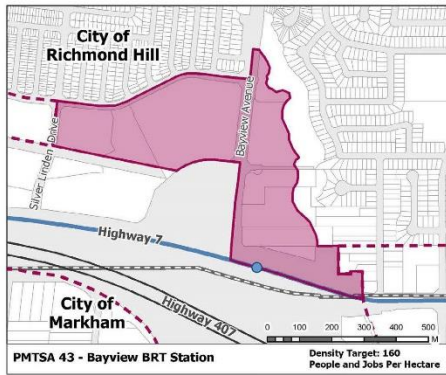 City of
Richmond Hill
Bayview Avenue
Silver Linden Drive
Highway 7
Highway 407
City of
Markham
0 100 200 300 400 500
M
PMTSA 43 - Bayview BRT Station
Density Target: 160
People and Jobs Per Hectare